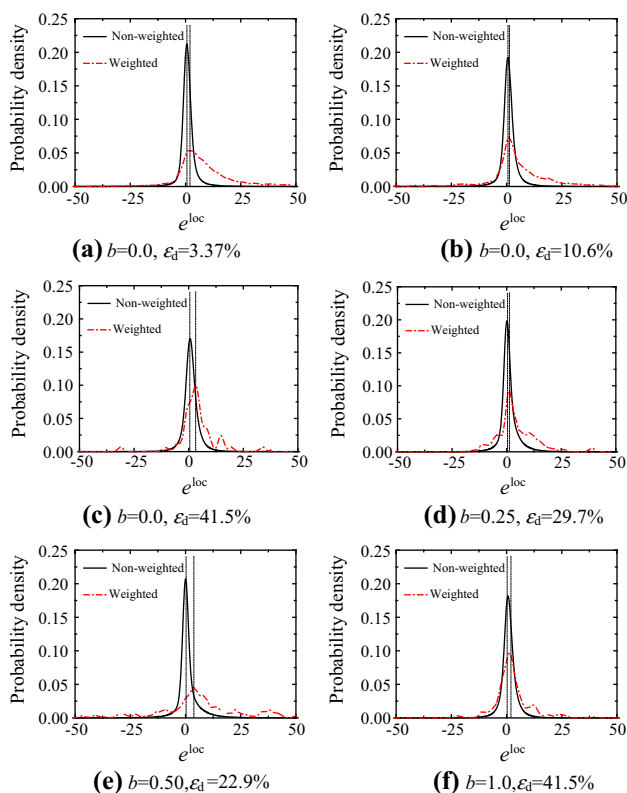 0.25
0.20
0.15
0.10
0.05
0.00
Probability density
Non-weighted
Weighted
-50 -25 0 25 50
e^loc
(a) b=0.0, ε_d=3.37%
0.25
0.20
0.15
0.10
0.05
0.00
Probability density
Non-weighted
Weighted
-50 -25 0 25 50
e^loc
(b) b=0.0, ε_d=10.6%
0.25
0.20
0.15
0.10
0.05
0.00
Probability density
Non-weighted
Weighted
-50 -25 0 25 50
e^loc
(c) b=0.0, ε_d=41.5%
0.25
0.20
0.15
0.10
0.05
0.00
Probability density
Non-weighted
Weighted
-50 -25 0 25 50
e^loc
(d) b=0.25, ε_d=29.7%
0.25
0.20
0.15
0.10
0.05
0.00
Probability density
Non-weighted
Weighted
-50 -25 0 25 50
e^loc
(e) b=0.50,ε_d=22.9%
0.25
0.20
0.15
0.10
0.05
0.00
Probability density
Non-weighted
Weighted
-50 -25 0 25 50
e^loc
(f) b=1.0,ε_d=41.5%